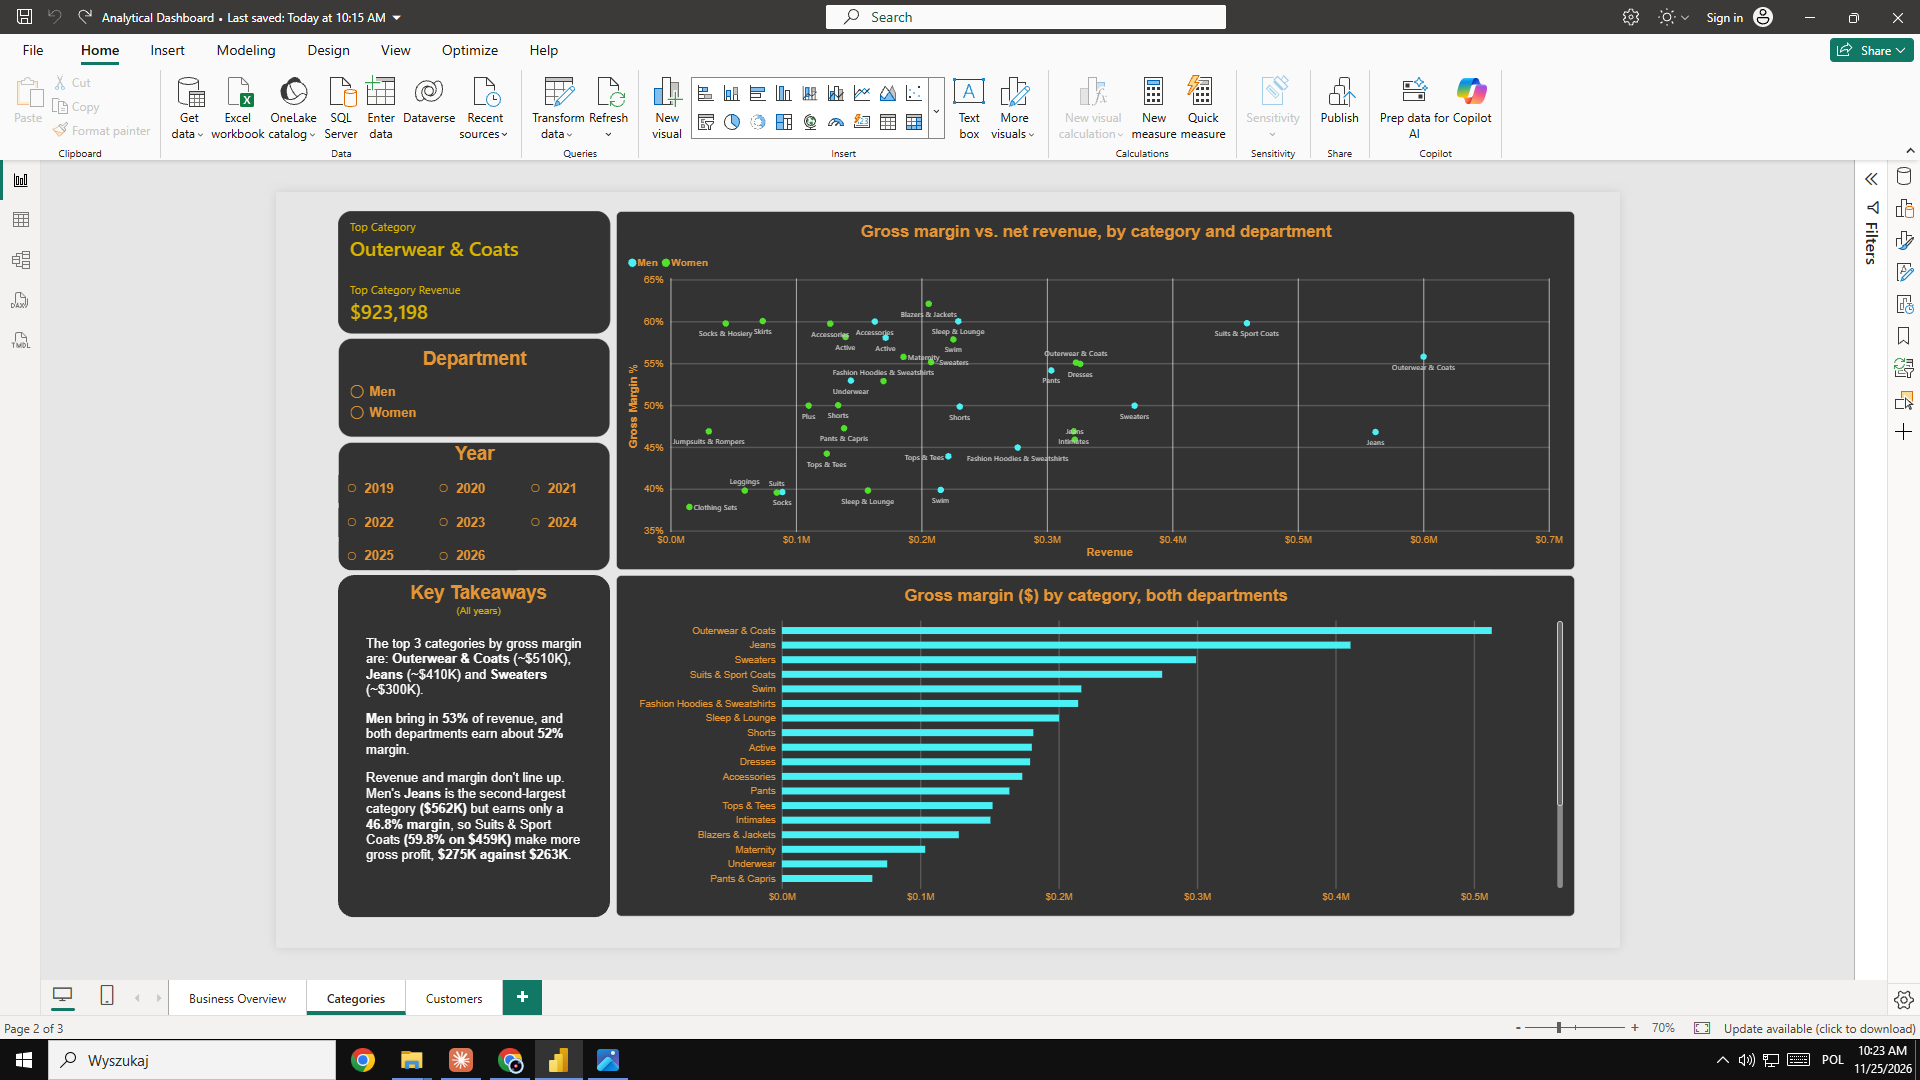 Analytical Dashboard • Last saved: Today at 10:15 AM
Search
Sign in
File
Home
Insert
Modeling
Design
View
Optimize
Help
Share
Paste
Cut
Copy
Format painter
Clipboard
Get data
Excel workbook
OneLake catalog
SQL Server
Enter data
Dataverse
Recent sources
Data
Transform data
Refresh
Queries
New visual
Text box
More visuals
Insert
New visual calculation
New measure
Quick measure
Calculations
Sensitivity
Sensitivity
Publish
Share
Prep data for AI
Copilot
Copilot
DAX
TMDL
Filters
Top Category
Outerwear & Coats
Top Category Revenue
$923,198
Department
Men
Women
Year
2019
2020
2021
2022
2023
2024
2025
2026
Key Takeaways
(All years)
The top 3 categories by gross margin
are: Outerwear & Coats (~$510K),
Jeans (~$410K) and Sweaters
(~$300K).
Men bring in 53% of revenue, and
both departments earn about 52%
margin.
Revenue and margin don't line up.
Men's Jeans is the second-largest
category ($562K) but earns only a
46.8% margin, so Suits & Sport
Coats (59.8% on $459K) make more
gross profit, $275K against $263K.
Gross margin vs. net revenue, by category and department
Men
Women
Gross Margin %
65%
60%
55%
50%
45%
40%
35%
Blazers & Jackets
Socks & Hosiery
Skirts
Accessories
Accessories
Sleep & Lounge
Suits & Sport Coats
Active
Active
Swim
Maternity
Sweaters
Outerwear & Coats
Dresses
Outerwear & Coats
Fashion Hoodies & Sweatshirts
Pants
Underwear
Plus
Shorts
Shorts
Sweaters
Jumpsuits & Rompers
Pants & Capris
Jeans
Intimates
Jeans
Tops & Tees
Tops & Tees
Fashion Hoodies & Sweatshirts
Leggings
Suits
Socks
Sleep & Lounge
Swim
Clothing Sets
$0.0M
$0.1M
$0.2M
$0.3M
$0.4M
$0.5M
$0.6M
$0.7M
Revenue
Gross margin ($) by category, both departments
Outerwear & Coats
Jeans
Sweaters
Suits & Sport Coats
Swim
Fashion Hoodies & Sweatshirts
Sleep & Lounge
Shorts
Active
Dresses
Accessories
Pants
Tops & Tees
Intimates
Blazers & Jackets
Maternity
Underwear
Pants & Capris
$0.0M
$0.1M
$0.2M
$0.3M
$0.4M
$0.5M
Business Overview
Categories
Customers
Page 2 of 3
70%
Update available (click to download)
Wyszukaj
POL
10:23 AM
11/25/2026